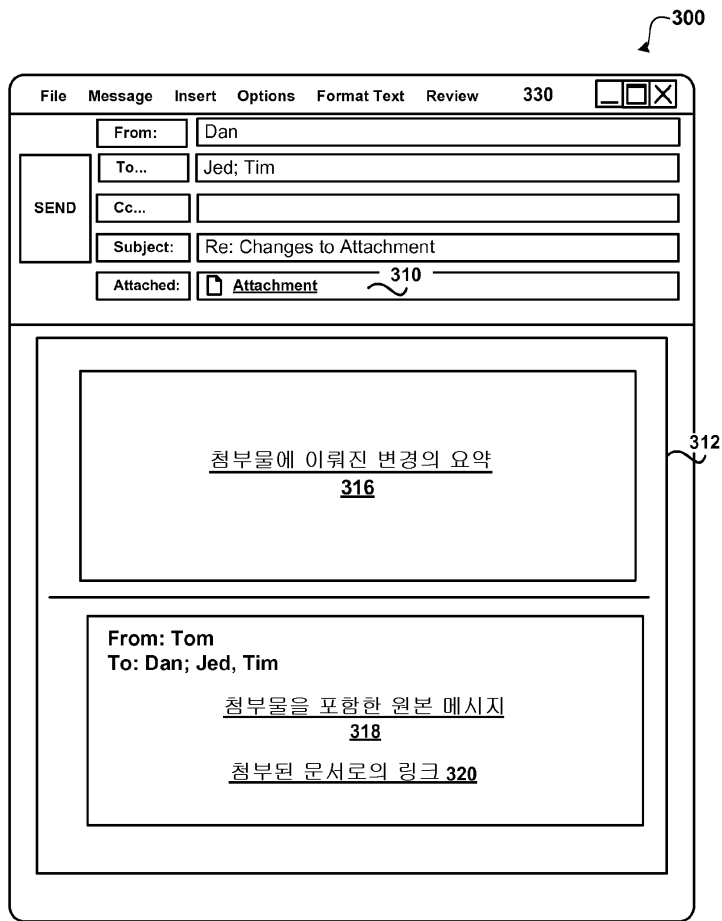 300
File Message Insert Options Format Text Review 330
From: Dan
To... Jed; Tim
SEND
Cc...
Subject: Re: Changes to Attachment
Attached: Attachment 310
312
첨부물에 이뤄진 변경의 요약
316
From: Tom
To: Dan; Jed, Tim
첨부물을 포함한 원본 메시지
318
첨부된 문서로의 링크 320